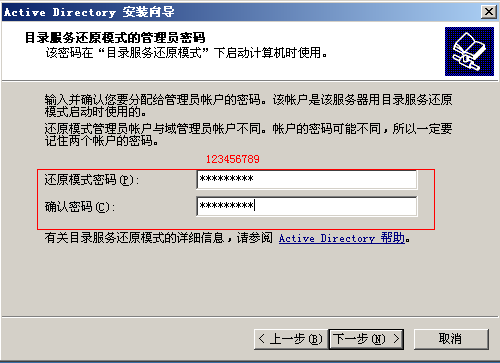 Active Directory 安装向导
目录服务还原模式的管理员密码
该密码在“目录服务还原模式”下启动计算机时使用。
输入并确认您要分配给管理员帐户的密码。该帐户是该服务器用目录服务还原
模式启动时使用的。
还原模式管理员帐户与域管理员帐户不同。帐户的密码可能不同，所以一定要
记住两个帐户的密码。
123456789
还原模式密码(P): *********
确认密码(C): *********
有关目录服务还原模式的详细信息，请参阅 Active Directory 帮助。
< 上一步(B) 下一步(N) > 取消